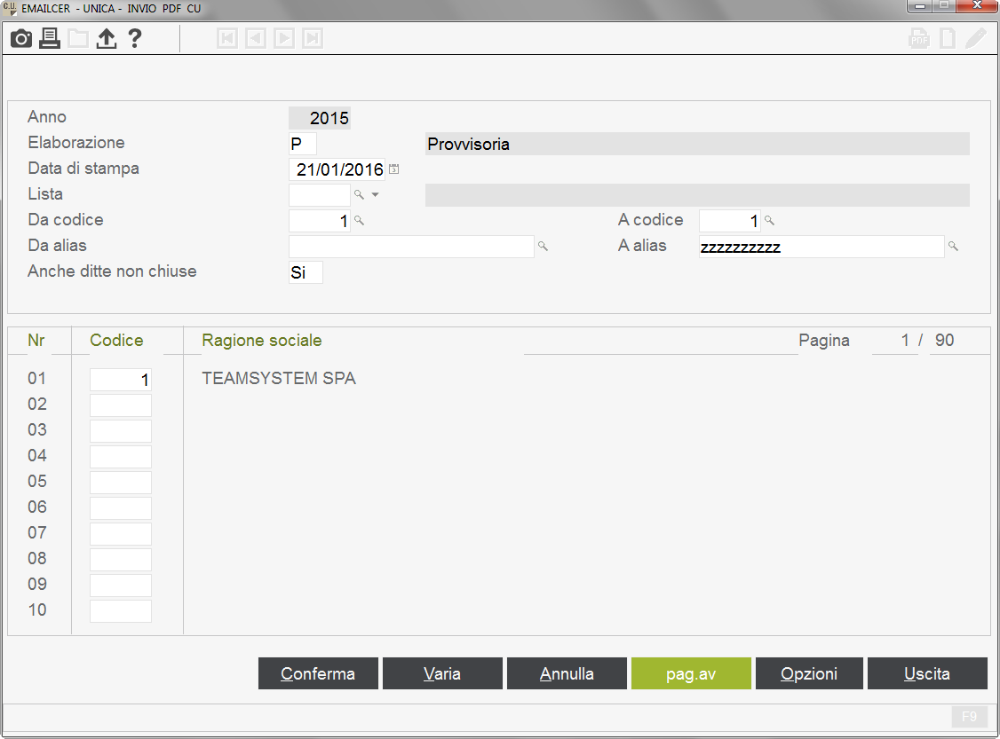 C.U. EMAILCER - UNICA - INVIO PDF CU
PDF
Anno 2015
Elaborazione P Provvisoria
Data di stampa 21/01/2016
Lista
Da codice 1 A codice 1
Da alias A alias zzzzzzzzzz
Anche ditte non chiuse Si
Nr Codice Ragione sociale Pagina 1 / 90
01 1 TEAMSYSTEM SPA
02
03
04
05
06
07
08
09
10
Conferma Varia Annulla pag.av Opzioni Uscita
F9